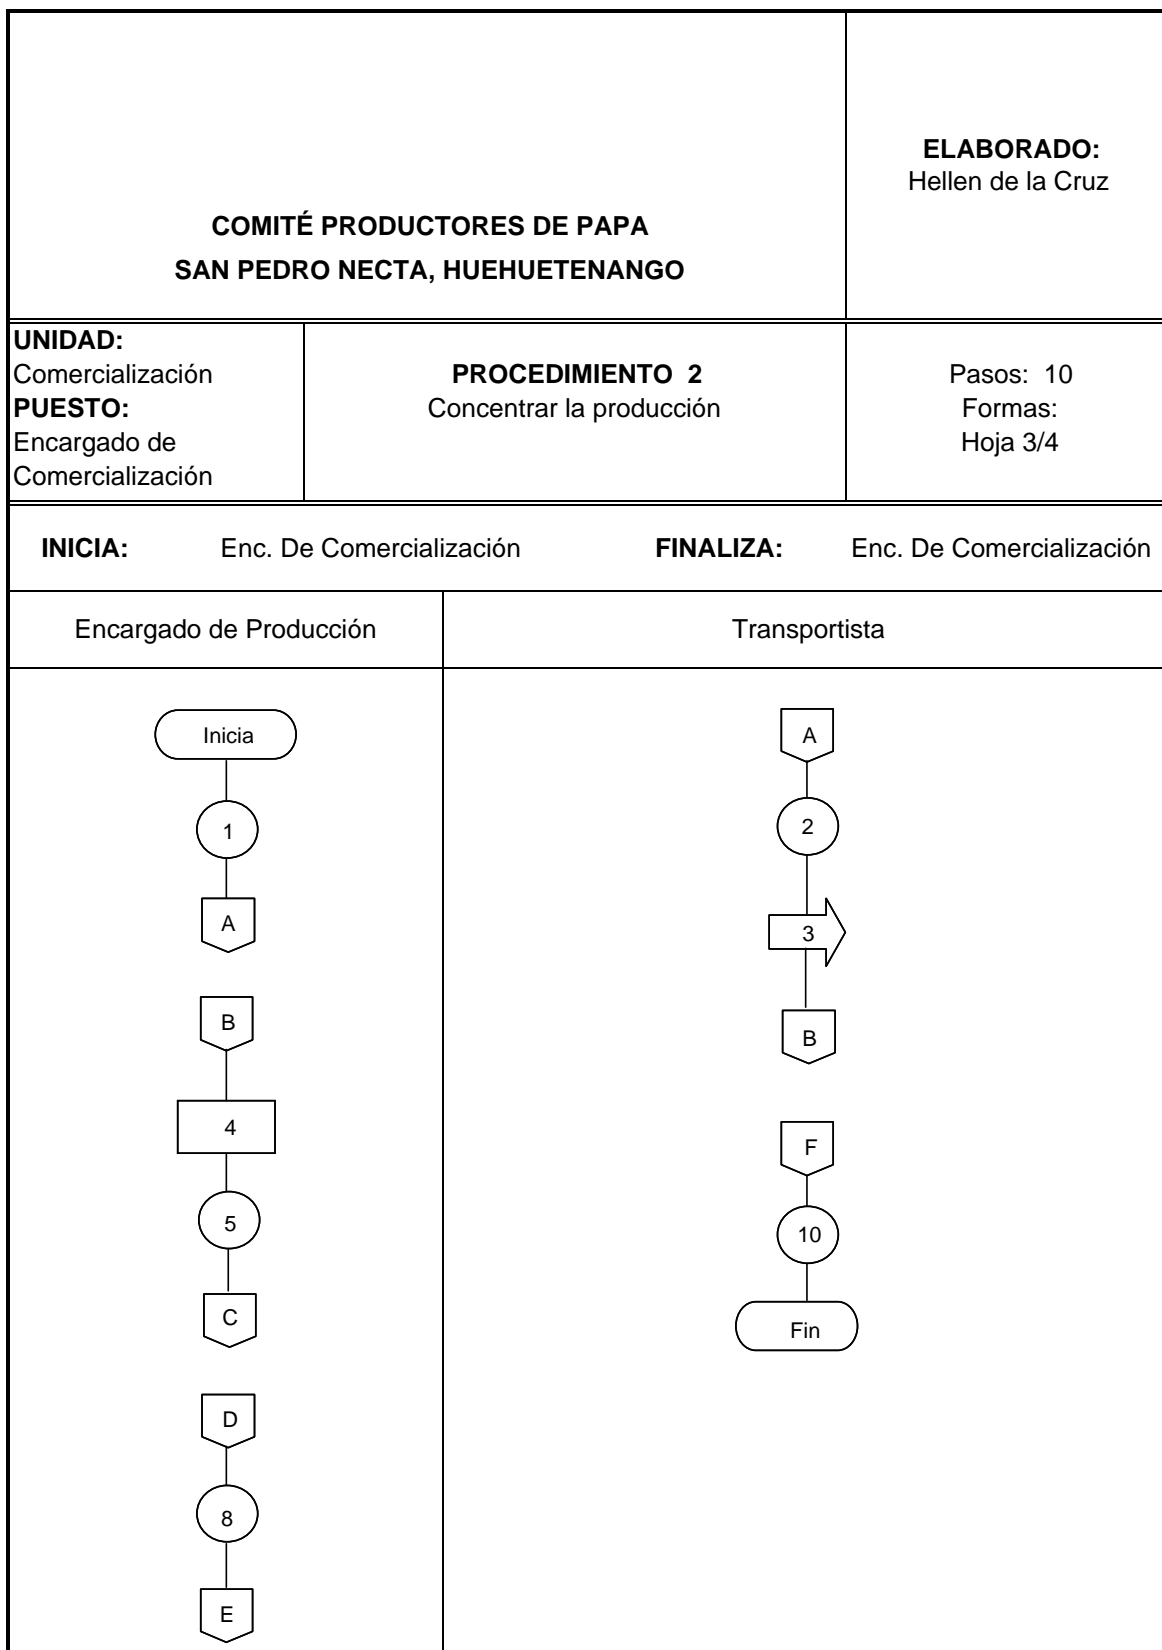 COMITÉ PRODUCTORES DE PAPA
SAN PEDRO NECTA, HUEHUETENANGO
ELABORADO:
Hellen de la Cruz
UNIDAD:
Comercialización
PUESTO:
Encargado de
Comercialización
PROCEDIMIENTO 2
Concentrar la producción
Pasos: 10
Formas:
Hoja 3/4
INICIA: Enc. De Comercialización FINALIZA: Enc. De Comercialización
Encargado de Producción
Transportista
Inicia
1
A
B
4
5
C
D
8
E
A
2
3
B
F
10
Fin